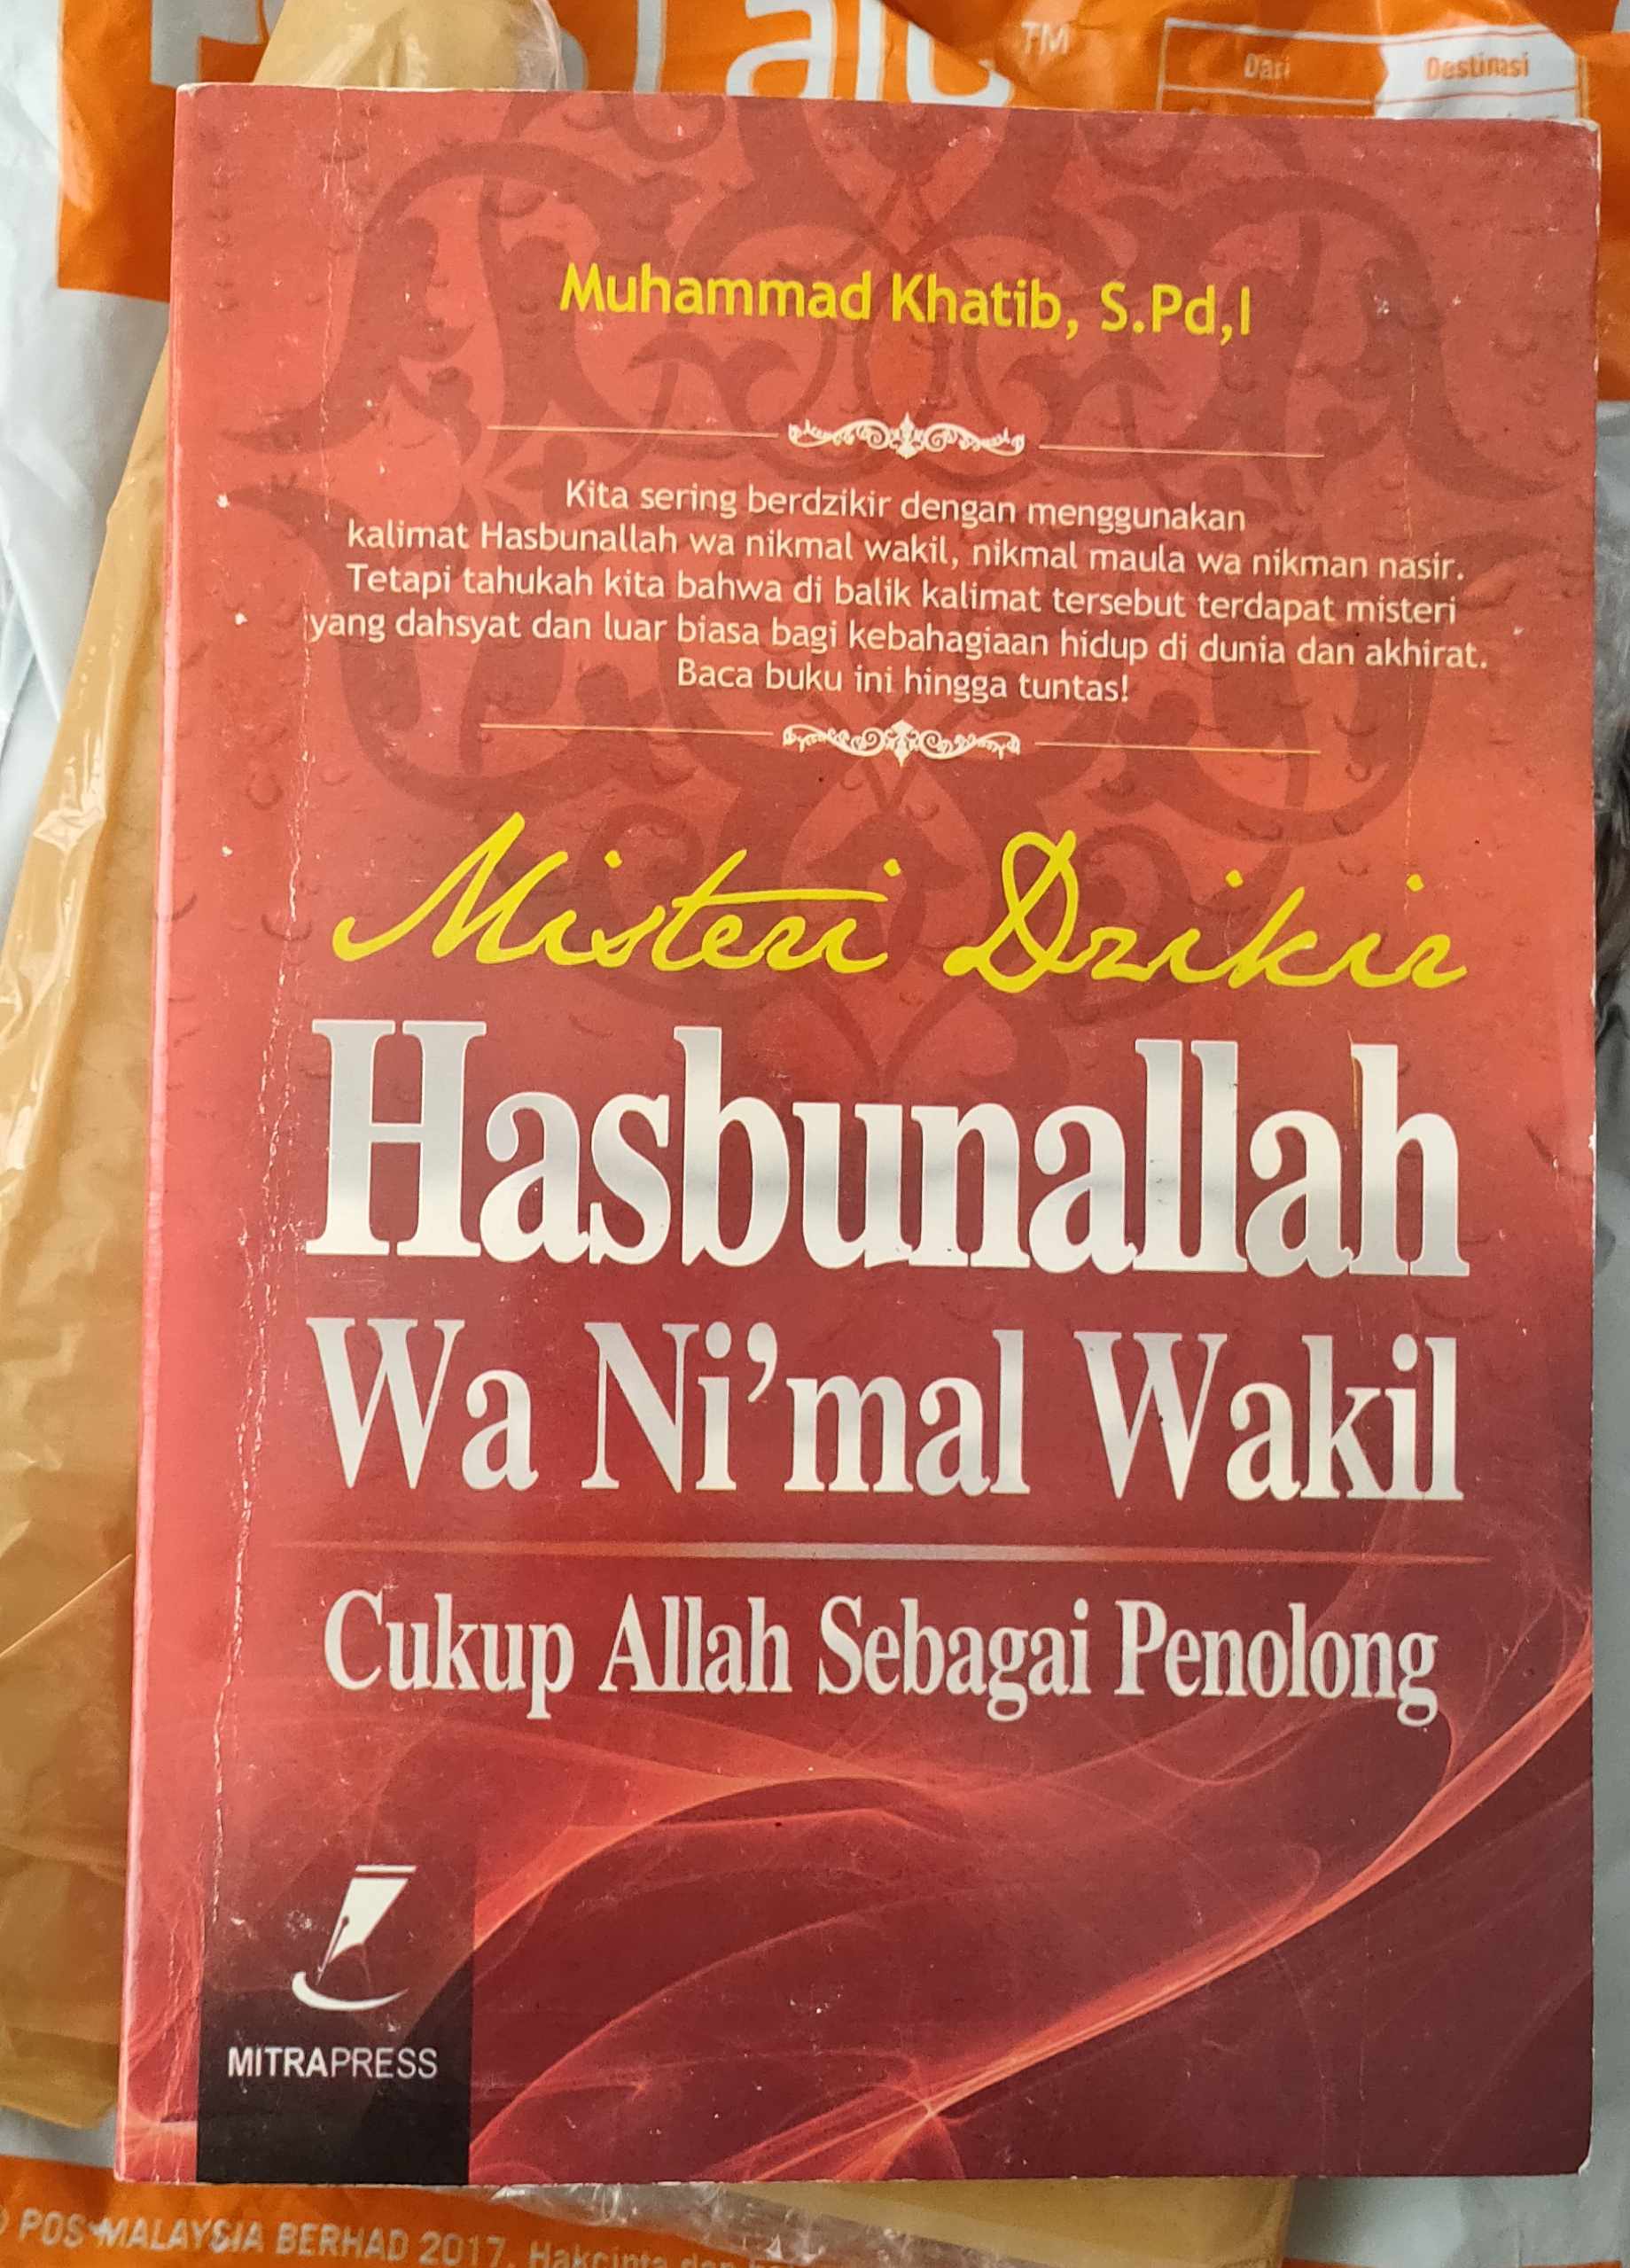 TM
Dari
Destinasi
Muhammad Khatib, S.Pd,I
Kita sering berdzikir dengan menggunakan
kalimat Hasbunallah wa nikmal wakil, nikmal maula wa nikman nasir.
Tetapi tahukah kita bahwa di balik kalimat tersebut terdapat misteri
yang dahsyat dan luar biasa bagi kebahagiaan hidup di dunia dan akhirat.
Baca buku ini hingga tuntas!
Misteri Dzikir
Hasbunallah
Wa Ni’mal Wakil
Cukup Allah Sebagai Penolong
MITRAPRESS
POS MALAYSIA BERHAD 2017. Hakcipta dan